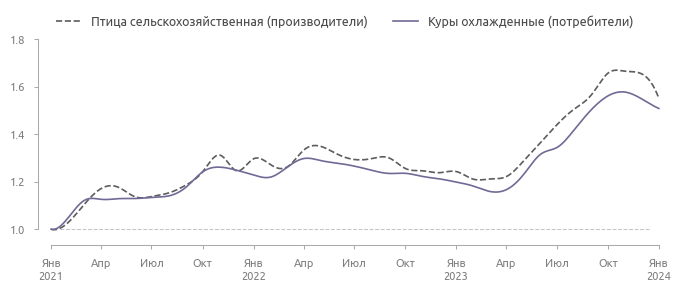 Птица сельскохозяйственная (производители) Куры охлажденные (потребители)
1.8
1.6
1.4
1.2
1.0
Янв Апр Июл Окт Янв Апр Июл Окт Янв Апр Июл Окт Янв
2021 2022 2023 2024